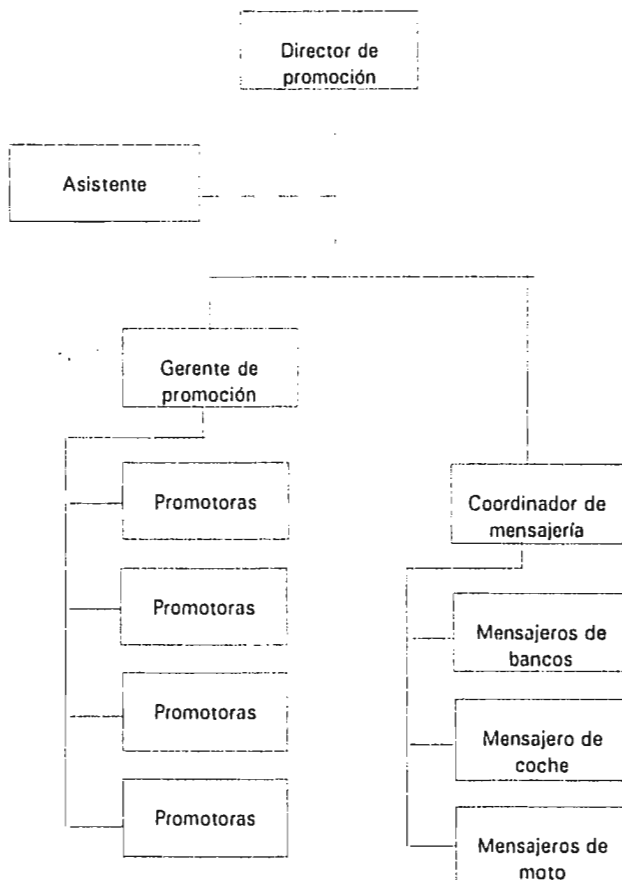 Director de
promoción
Asistente
Gerente de
promoción
Promotoras
Promotoras
Promotoras
Promotoras
Coordinador de
mensajería
Mensajeros de
bancos
Mensajero de
coche
Mensajeros de
moto